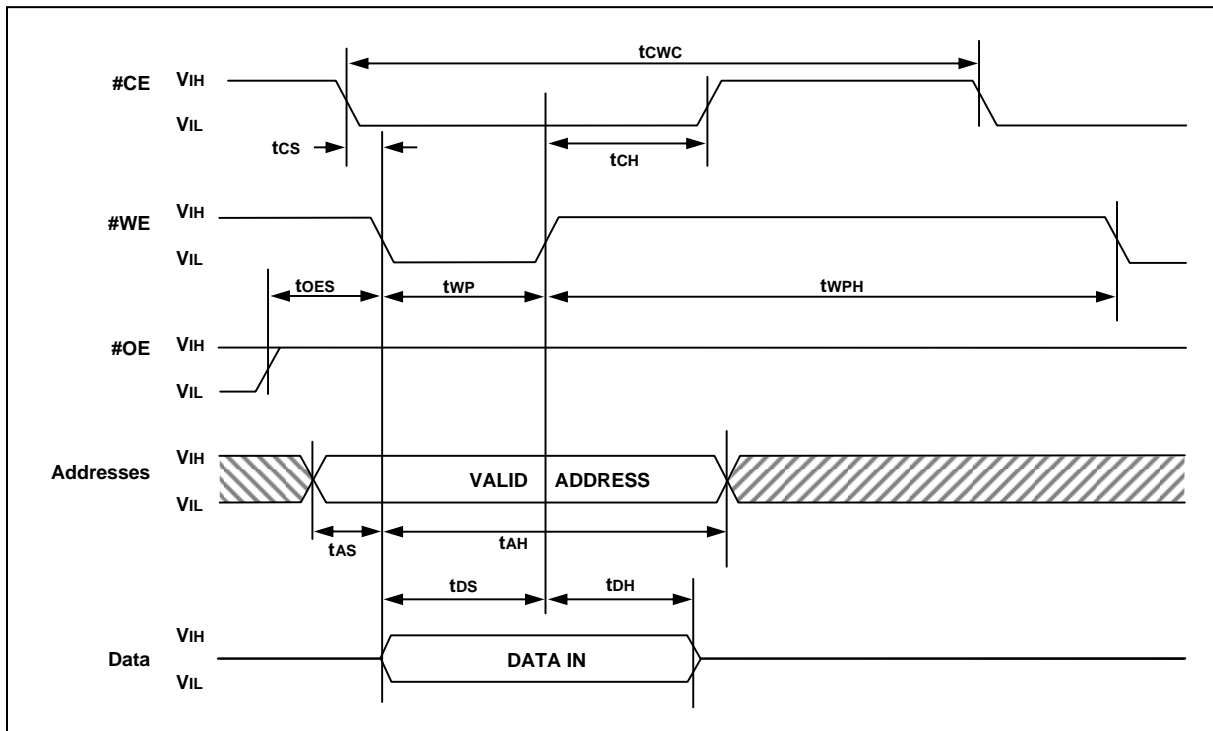 tCWC
#CE
VIH
VIL
tCS
tCH
#WE
VIH
VIL
tOES
tWP
tWPH
#OE
VIH
VIL
Addresses
VIH
VIL
VALID ADDRESS
tAS
tAH
tDS
tDH
Data
VIH
VIL
DATA IN